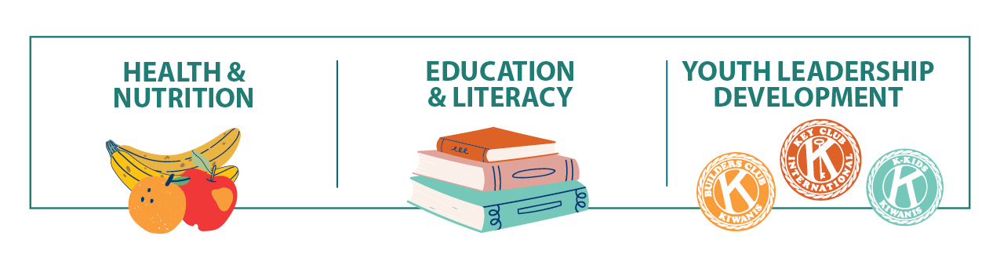 HEALTH &
NUTRITION
EDUCATION
& LITERACY
YOUTH LEADERSHIP
DEVELOPMENT
BUILDERS CLUB
K
KIWANIS
KEY CLUB
K
INTERNATIONAL
K-KIDS
K
KIWANIS